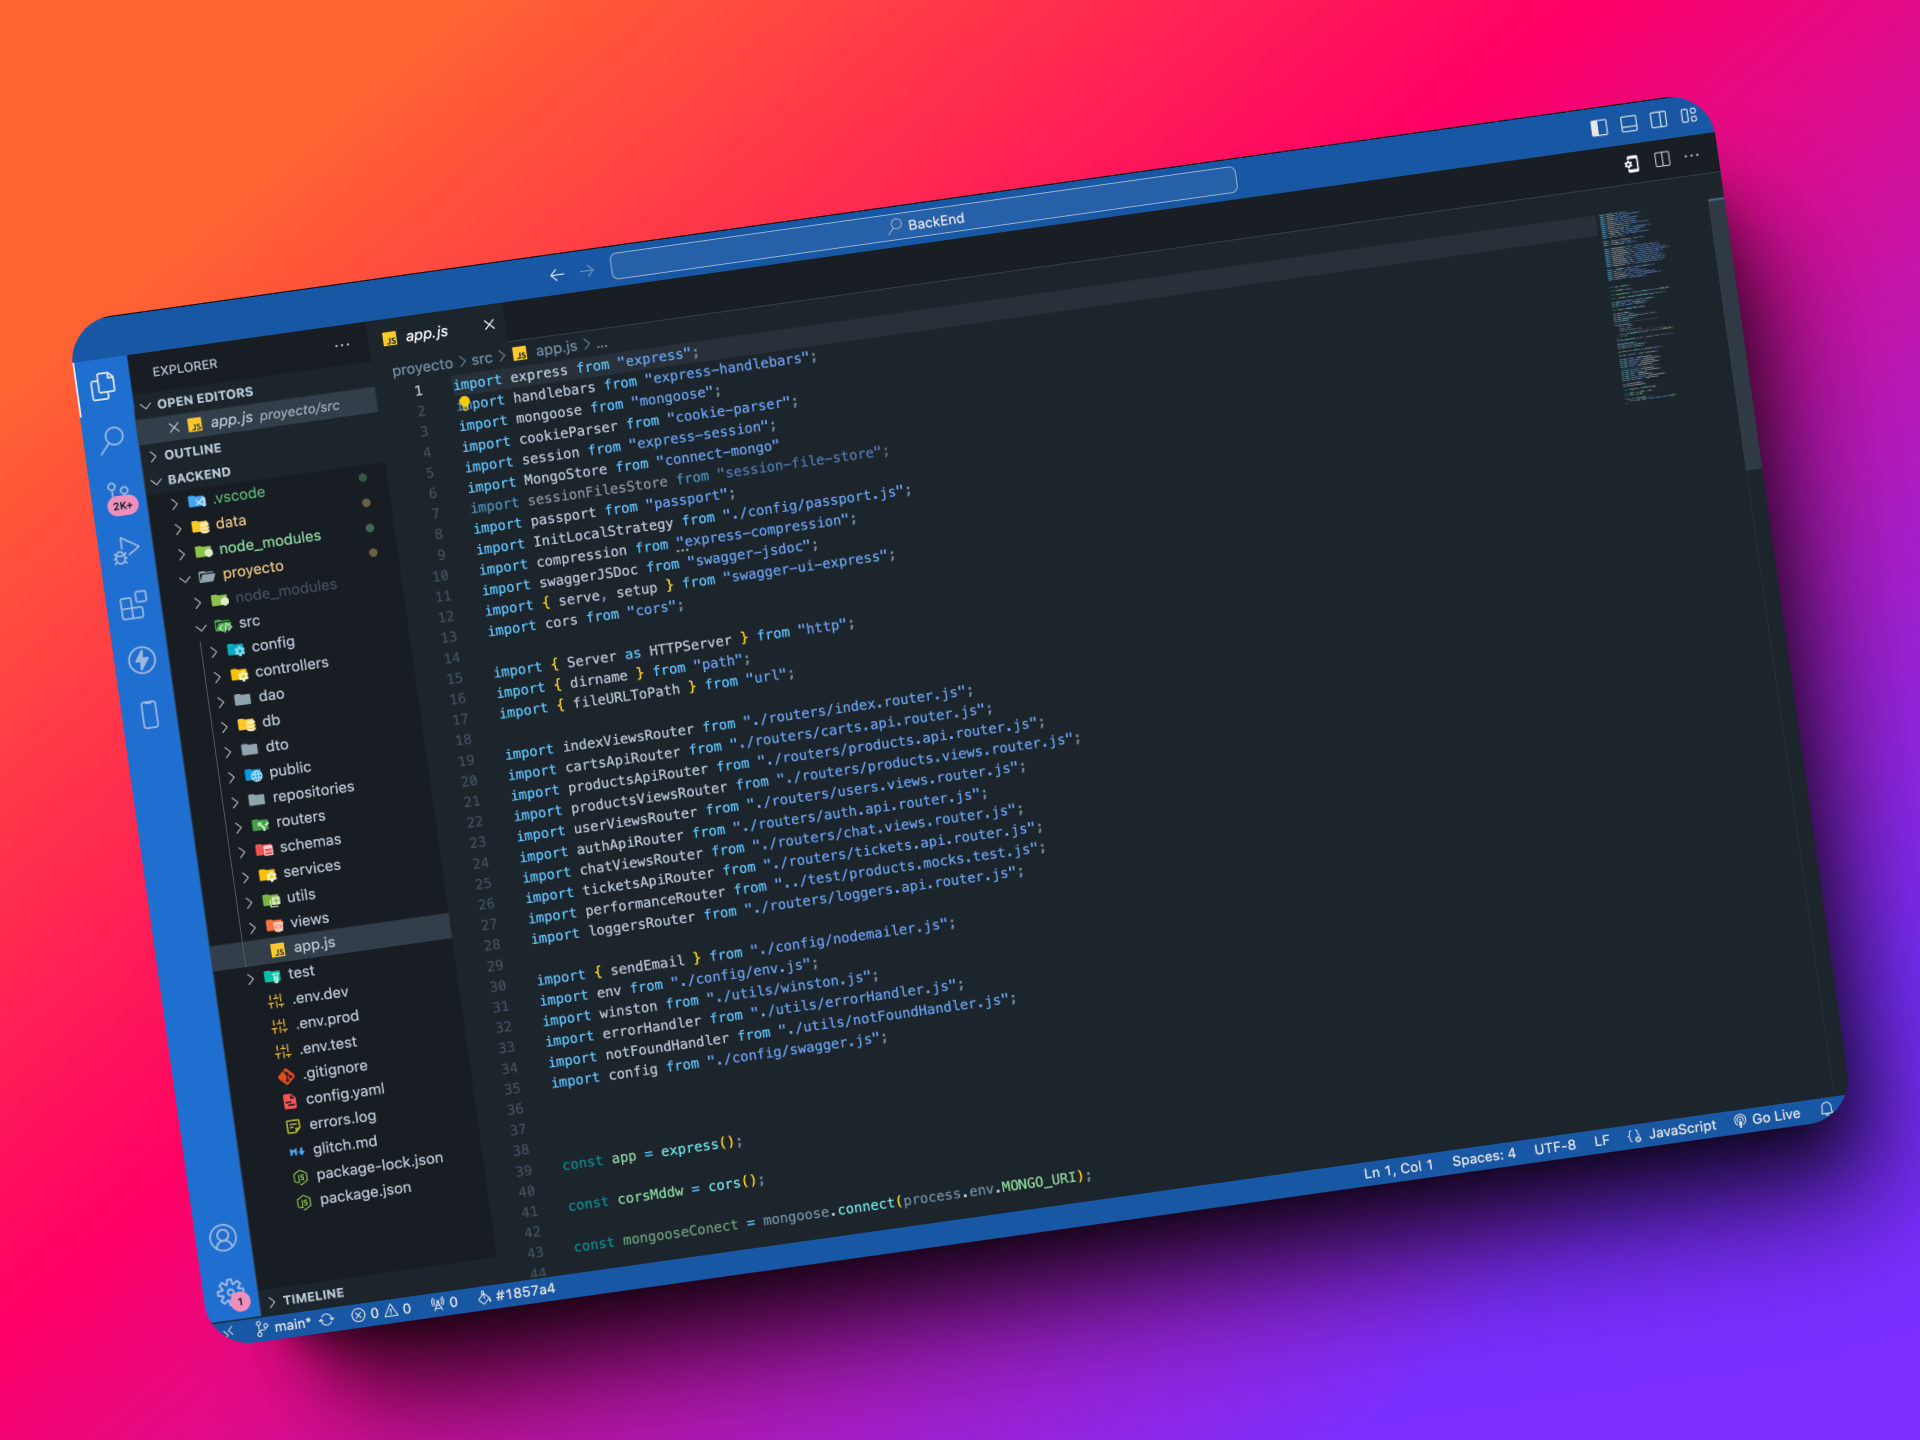 BackEnd
EXPLORER
OPEN EDITORS
app.js proyecto/src
OUTLINE
BACKEND
.vscode
data
node_modules
proyecto
node_modules
src
config
controllers
dao
db
dto
public
repositories
routers
schemas
services
utils
views
app.js
test
.env.dev
.env.prod
.env.test
.gitignore
config.yaml
errors.log
glitch.md
package-lock.json
package.json
TIMELINE
2K+
1
app.js
proyecto > src > app.js > ...
1 import express from "express";
2 import handlebars from "express-handlebars";
3 import mongoose from "mongoose";
4 import cookieParser from "cookie-parser";
5 import session from "express-session";
6 import MongoStore from "connect-mongo"
7 import sessionFilesStore from "session-file-store";
8 import passport from "passport";
9 import InitLocalStrategy from "./config/passport.js";
10 import compression from "express-compression";
11 import swaggerJSDoc from "swagger-jsdoc";
12 import { serve, setup } from "swagger-ui-express";
13 import cors from "cors";
14
15 import { Server as HTTPServer } from "http";
16 import { dirname } from "path";
17 import { fileURLToPath } from "url";
18
19 import indexViewsRouter from "./routers/index.router.js";
20 import cartsApiRouter from "./routers/carts.api.router.js";
21 import productsApiRouter from "./routers/products.api.router.js";
22 import productsViewsRouter from "./routers/products.views.router.js";
23 import userViewsRouter from "./routers/users.views.router.js";
24 import authApiRouter from "./routers/auth.api.router.js";
25 import chatViewsRouter from "./routers/chat.views.router.js";
26 import ticketsApiRouter from "./routers/tickets.api.router.js";
27 import performanceRouter from "../test/products.mocks.test.js";
28 import loggersRouter from "./routers/loggers.api.router.js";
29
30 import { sendEmail } from "./config/nodemailer.js";
31 import env from "./config/env.js";
32 import winston from "./utils/winston.js";
33 import errorHandler from "./utils/errorHandler.js";
34 import notFoundHandler from "./utils/notFoundHandler.js";
35 import config from "./config/swagger.js";
36
37
38
39 const app = express();
40
41 const corsMddw = cors();
42
43 const mongooseConect = mongoose.connect(process.env.MONGO_URI);
44
main* 0 0 0 #1857a4
Ln 1, Col 1 Spaces: 4 UTF-8 LF JavaScript Go Live